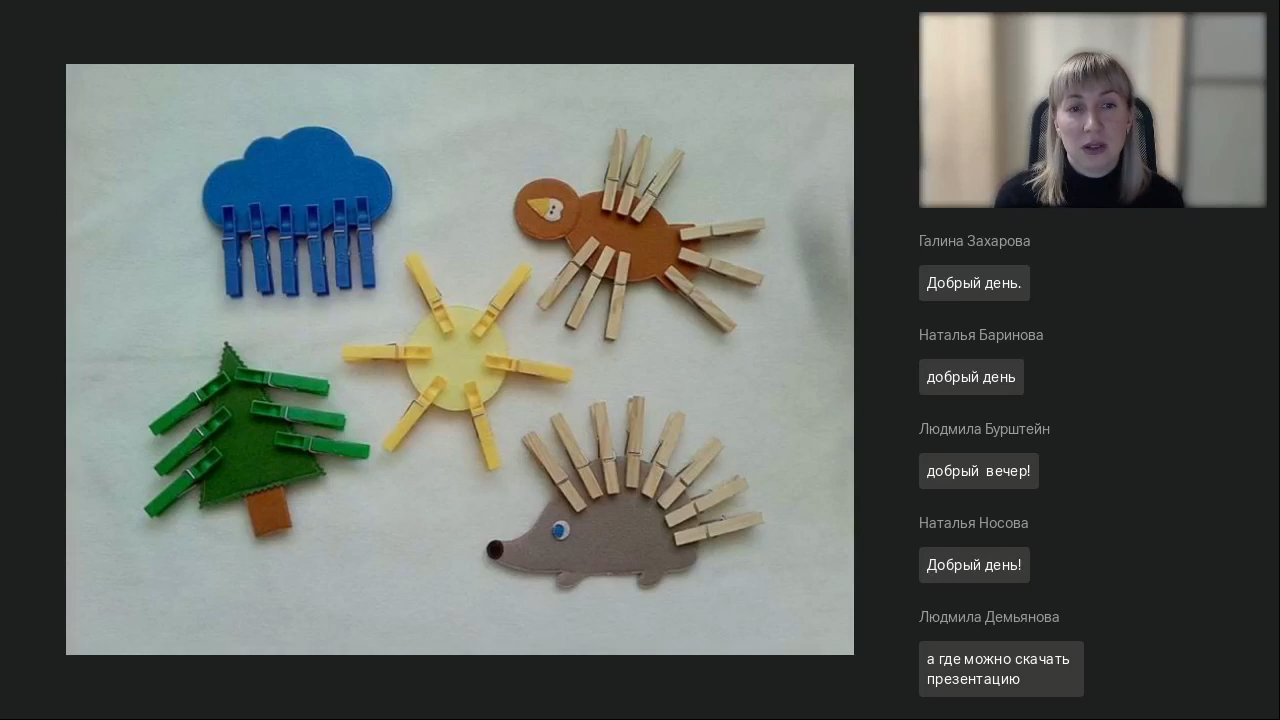 Галина Захарова
Добрый день.
Наталья Баринова
добрый день
Людмила Бурштейн
добрый  вечер!
Наталья Носова
Добрый день!
Людмила Демьянова
а где можно скачать
презентацию